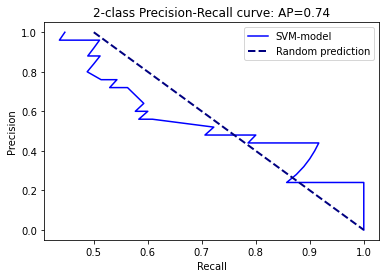 2-class Precision-Recall curve: AP=0.74
SVM-model
Random prediction
Precision
1.0
0.8
0.6
0.4
0.2
0.0
0.5 0.6 0.7 0.8 0.9 1.0
Recall